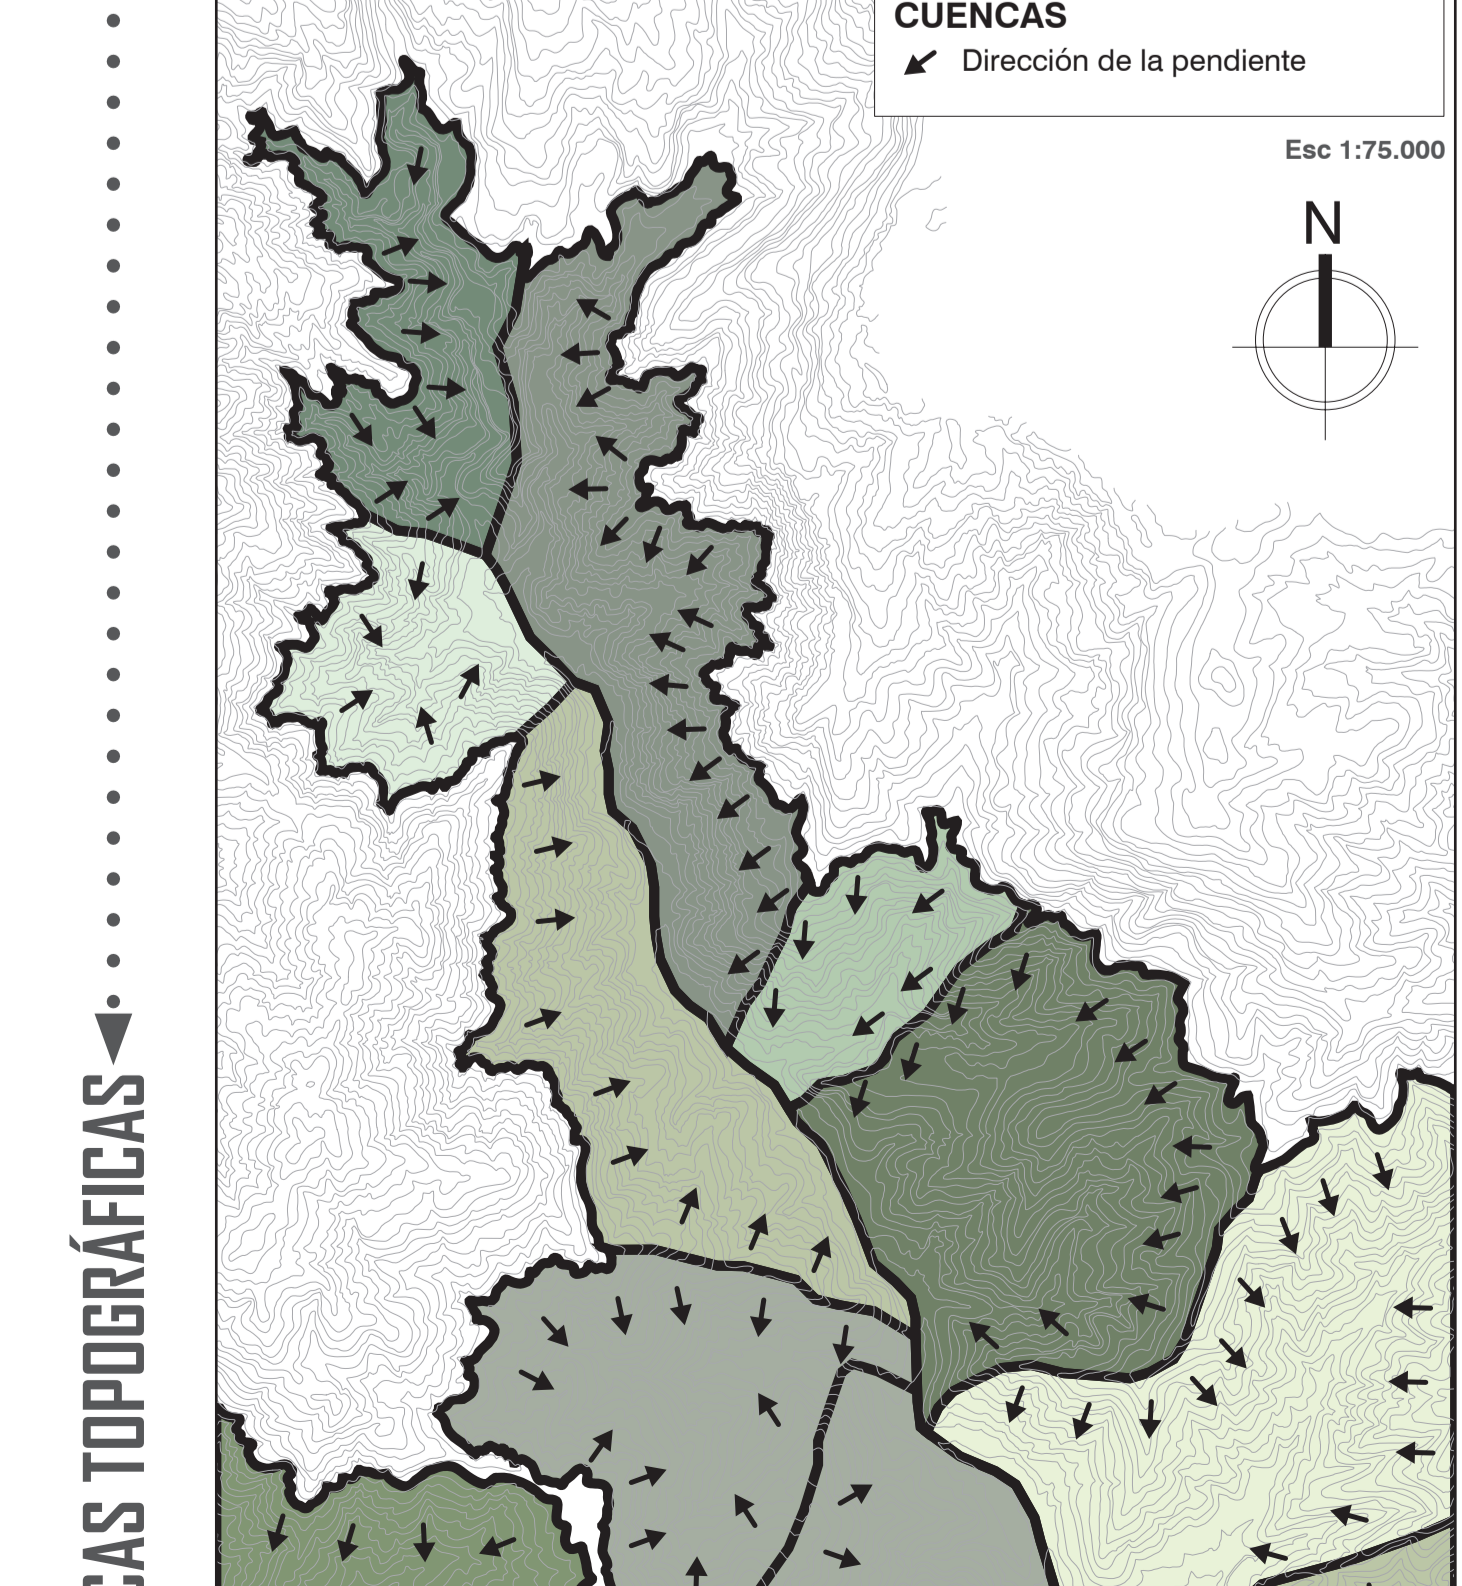 CUENCAS
Dirección de la pendiente
Esc 1:75.000
N
CAS TOPOGRÁFICAS